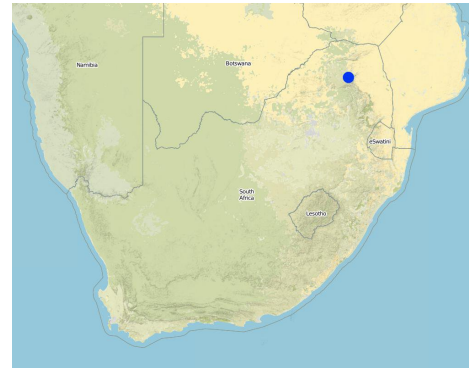 Namibia
Botswana
eSwatini
South
Africa
Lesotho